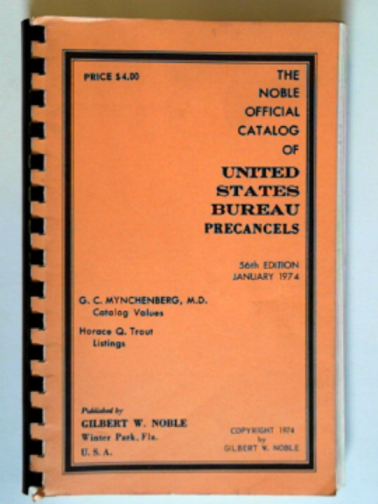 PRICE $4.00
THE
NOBLE
OFFICIAL
CATALOG
OF
UNITED
STATES
BUREAU
PRECANCELS
56th EDITION
JANUARY 1974
G. C. MYNCHENBERG, M.D.
Catalog Values
Horace Q. Trout
Listings
Published by
GILBERT W. NOBLE
Winter Park, Fla.
U. S. A.
COPYRIGHT 1974
by
GILBERT W. NOBLE